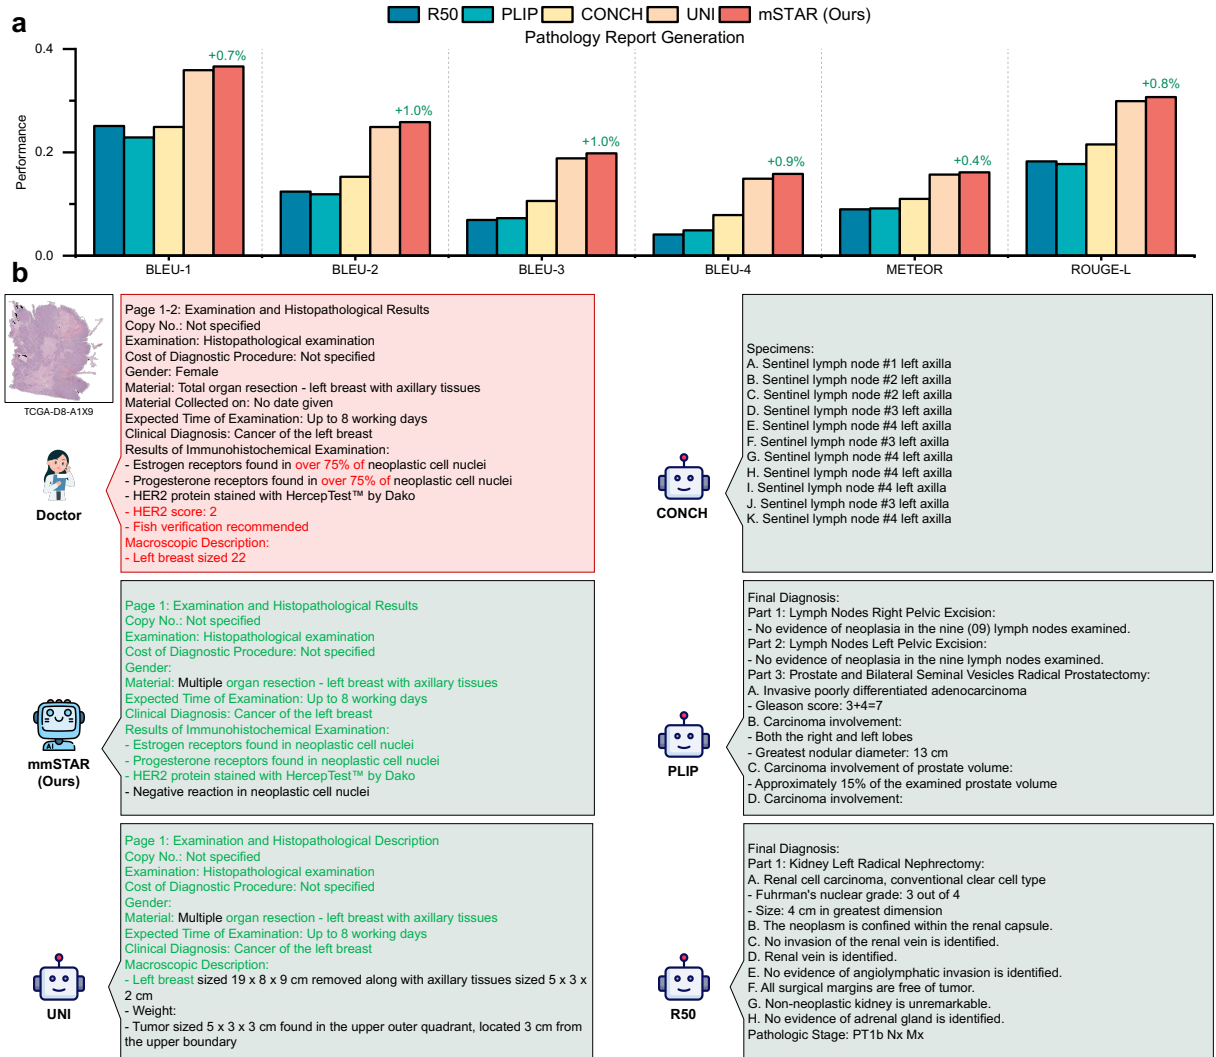 R50 PLIP CONCH UNI mSTAR (Ours)
a
Pathology Report Generation
Performance
0.4
0.2
0.0
+0.7%
+1.0%
+1.0%
+0.9%
+0.4%
+0.8%
BLEU-1 BLEU-2 BLEU-3 BLEU-4 METEOR ROUGE-L
b
TCGA-D8-A1X9
Doctor
Page 1-2: Examination and Histopathological Results
Copy No.: Not specified
Examination: Histopathological examination
Cost of Diagnostic Procedure: Not specified
Gender: Female
Material: Total organ resection - left breast with axillary tissues
Material Collected on: No date given
Expected Time of Examination: Up to 8 working days
Clinical Diagnosis: Cancer of the left breast
Results of Immunohistochemical Examination:
- Estrogen receptors found in over 75% of neoplastic cell nuclei
- Progesterone receptors found in over 75% of neoplastic cell nuclei
- HER2 protein stained with HercepTest™ by Dako
- HER2 score: 2
- Fish verification recommended
Macroscopic Description:
- Left breast sized 22
CONCH
Specimens:
A. Sentinel lymph node #1 left axilla
B. Sentinel lymph node #2 left axilla
C. Sentinel lymph node #2 left axilla
D. Sentinel lymph node #3 left axilla
E. Sentinel lymph node #4 left axilla
F. Sentinel lymph node #3 left axilla
G. Sentinel lymph node #4 left axilla
H. Sentinel lymph node #4 left axilla
I. Sentinel lymph node #4 left axilla
J. Sentinel lymph node #3 left axilla
K. Sentinel lymph node #4 left axilla
AI
mmSTAR
(Ours)
Page 1: Examination and Histopathological Results
Copy No.: Not specified
Examination: Histopathological examination
Cost of Diagnostic Procedure: Not specified
Gender:
Material: Multiple organ resection - left breast with axillary tissues
Expected Time of Examination: Up to 8 working days
Clinical Diagnosis: Cancer of the left breast
Results of Immunohistochemical Examination:
- Estrogen receptors found in neoplastic cell nuclei
- Progesterone receptors found in neoplastic cell nuclei
- HER2 protein stained with HercepTest™ by Dako
- Negative reaction in neoplastic cell nuclei
PLIP
Final Diagnosis:
Part 1: Lymph Nodes Right Pelvic Excision:
- No evidence of neoplasia in the nine (09) lymph nodes examined.
Part 2: Lymph Nodes Left Pelvic Excision:
- No evidence of neoplasia in the nine lymph nodes examined.
Part 3: Prostate and Bilateral Seminal Vesicles Radical Prostatectomy:
A. Invasive poorly differentiated adenocarcinoma
- Gleason score: 3+4=7
B. Carcinoma involvement:
- Both the right and left lobes
- Greatest nodular diameter: 13 cm
C. Carcinoma involvement of prostate volume:
- Approximately 15% of the examined prostate volume
D. Carcinoma involvement:
UNI
Page 1: Examination and Histopathological Description
Copy No.: Not specified
Examination: Histopathological examination
Cost of Diagnostic Procedure: Not specified
Gender:
Material: Multiple organ resection - left breast with axillary tissues
Expected Time of Examination: Up to 8 working days
Clinical Diagnosis: Cancer of the left breast
Macroscopic Description:
- Left breast sized 19 x 8 x 9 cm removed along with axillary tissues sized 5 x 3 x
2 cm
- Weight:
- Tumor sized 5 x 3 x 3 cm found in the upper outer quadrant, located 3 cm from
the upper boundary
R50
Final Diagnosis:
Part 1: Kidney Left Radical Nephrectomy:
A. Renal cell carcinoma, conventional clear cell type
- Fuhrman's nuclear grade: 3 out of 4
- Size: 4 cm in greatest dimension
B. The neoplasm is confined within the renal capsule.
C. No invasion of the renal vein is identified.
D. Renal vein is identified.
E. No evidence of angiolymphatic invasion is identified.
F. All surgical margins are free of tumor.
G. Non-neoplastic kidney is unremarkable.
H. No evidence of adrenal gland is identified.
Pathologic Stage: PT1b Nx Mx